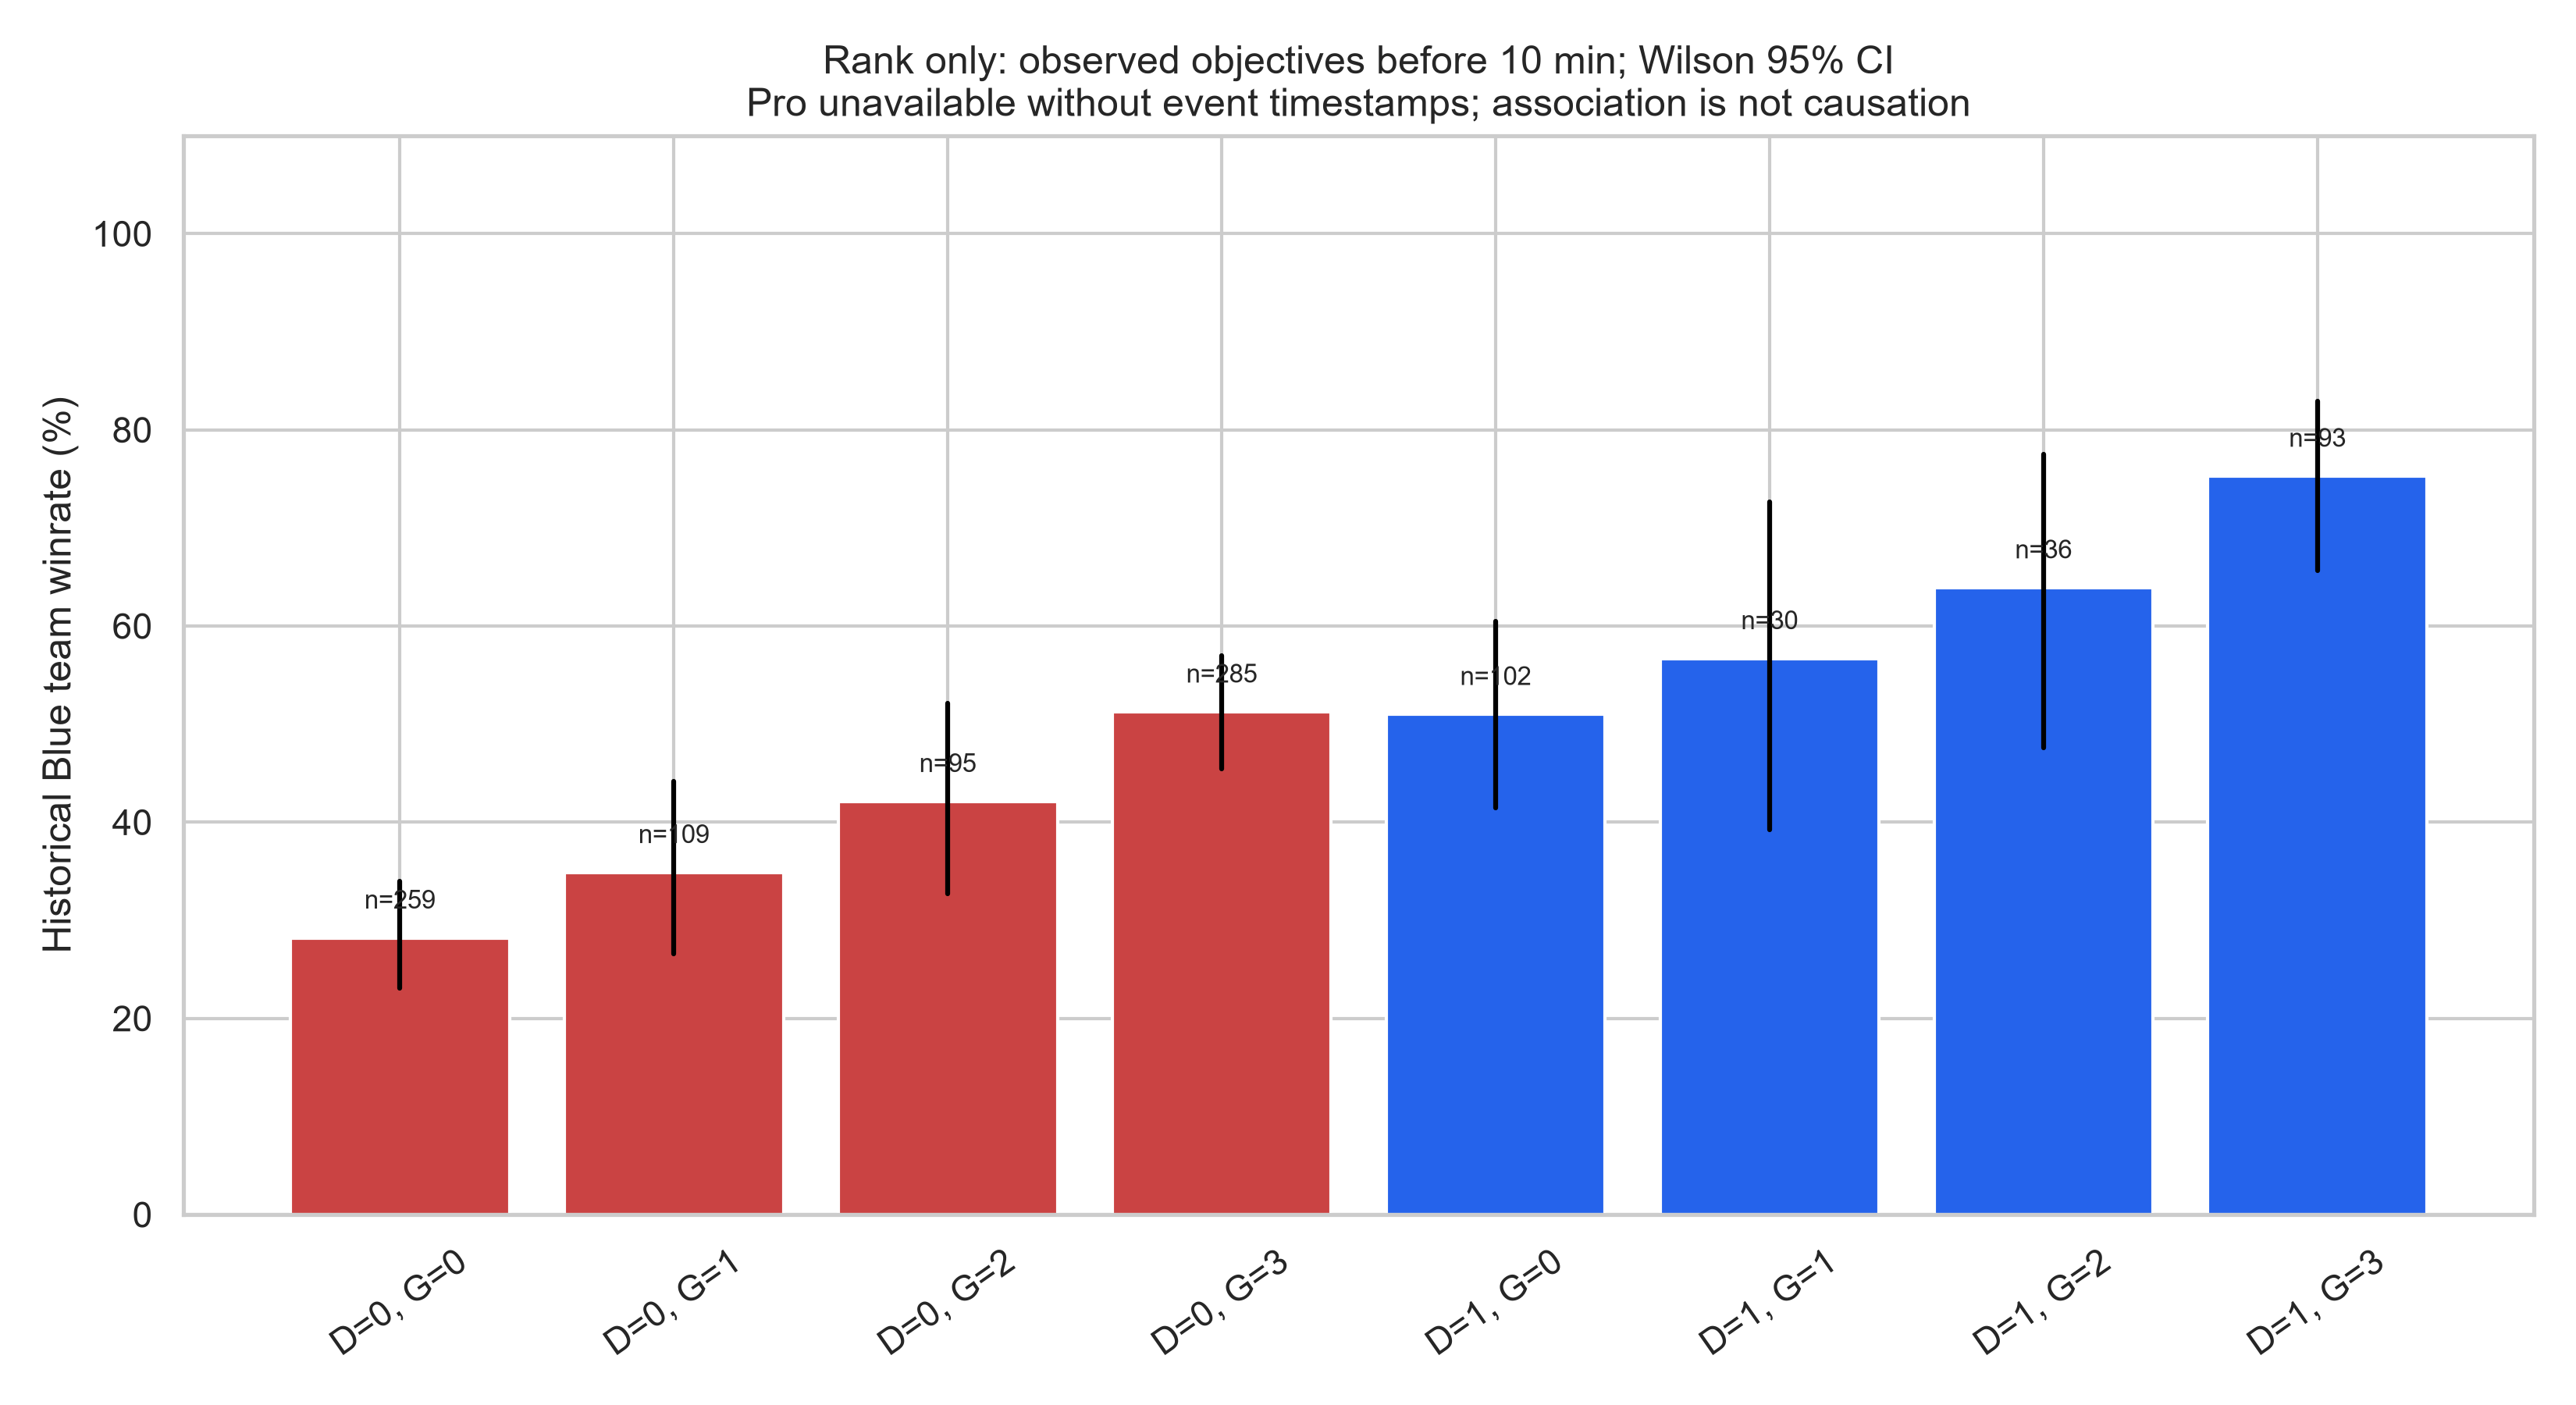 Rank only: observed objectives before 10 min; Wilson 95% CI
Pro unavailable without event timestamps; association is not causation
Historical Blue team winrate (%)
100
80
60
40
20
0
n=259
n=109
n=95
n=285
n=102
n=30
n=36
n=93
D=0, G=0
D=0, G=1
D=0, G=2
D=0, G=3
D=1, G=0
D=1, G=1
D=1, G=2
D=1, G=3